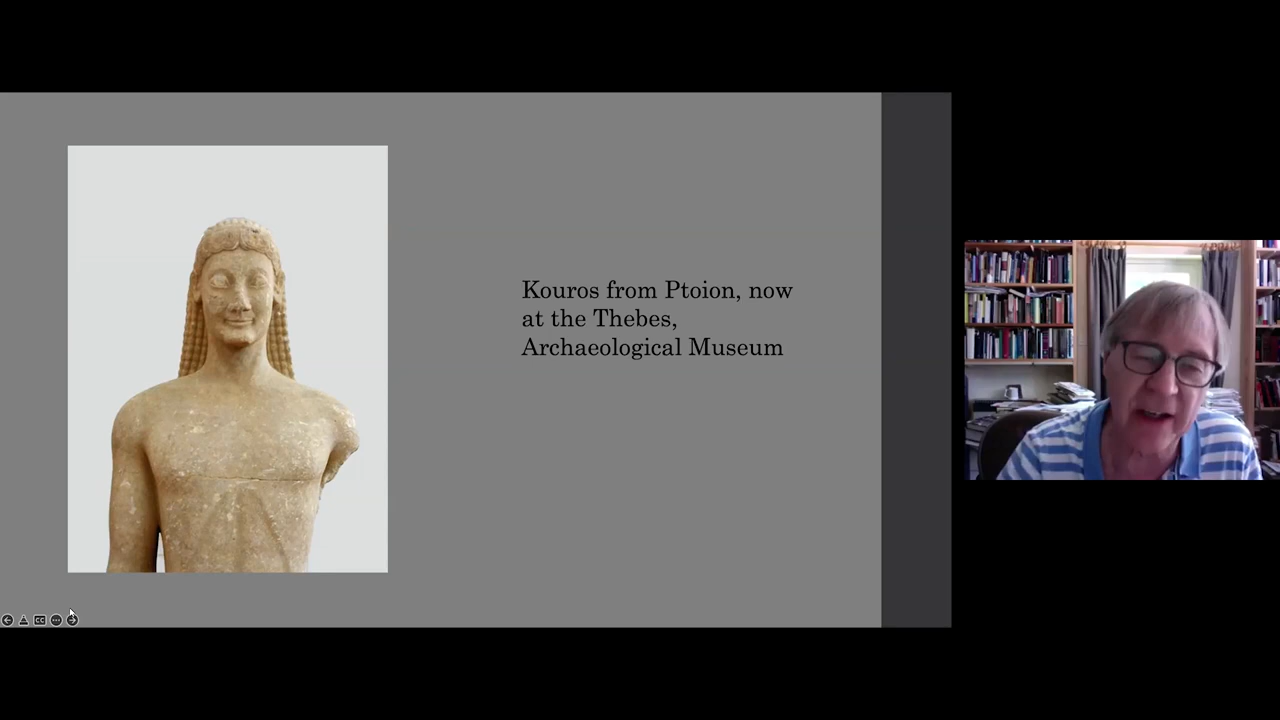 Kouros from Ptoion, now
at the Thebes,
Archaeological Museum